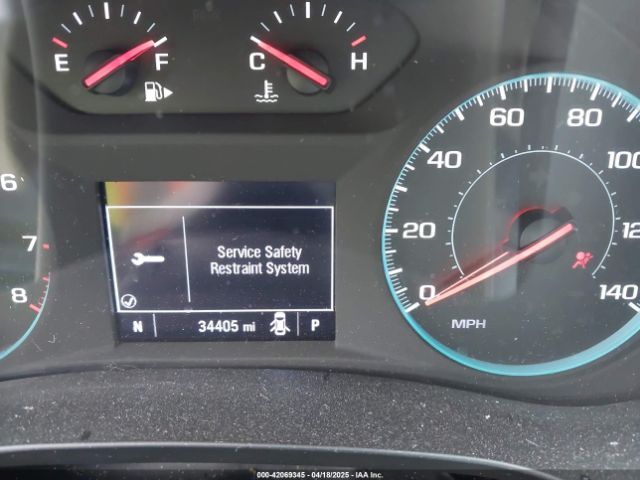 E F
C H
6
7
8
Service Safety
Restraint System
N 34405 mi P
0 20 40 60 80 100 12 140
MPH
000-42069345 - 04/18/2025 - IAA Inc.